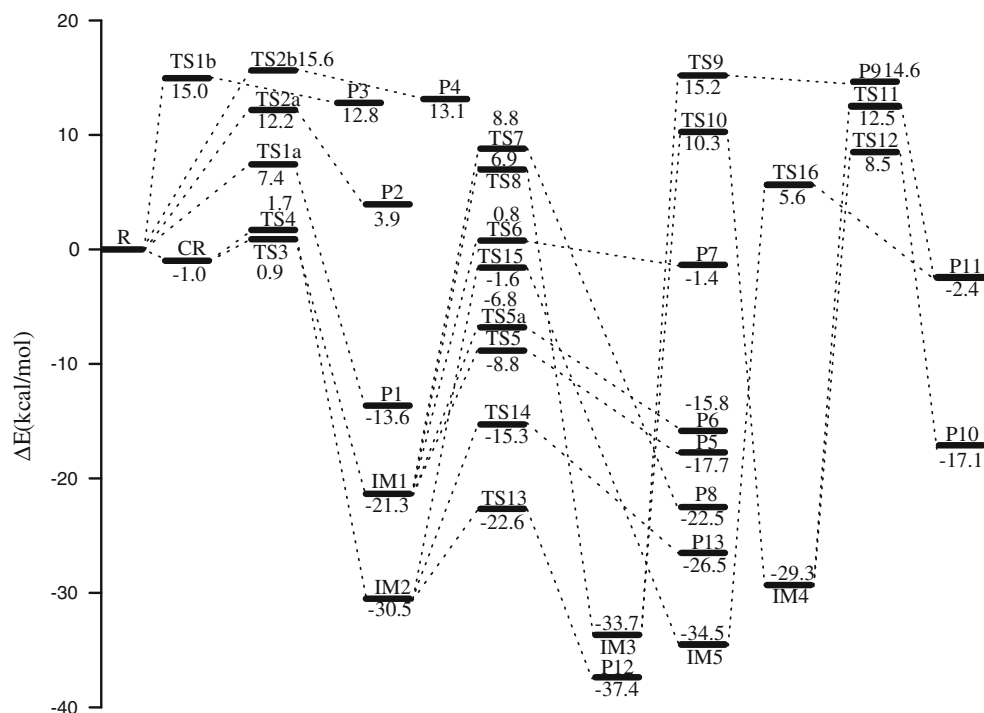 20
10
0
-10
-20
-30
-40
ΔE(kcal/mol)
R
TS1b
15.0
CR
-1.0
TS2b 15.6
TS2a
12.2
TS1a
7.4
1.7
TS4
TS3
0.9
P3
12.8
P4
13.1
P2
3.9
P1
-13.6
IM1
-21.3
IM2
-30.5
8.8
TS7
6.9
TS8
0.8
TS6
TS15
-1.6
-6.8
TS5a
TS5
-8.8
TS14
-15.3
TS13
-22.6
-33.7
IM3
P12
-37.4
TS9
15.2
TS10
10.3
P7
-1.4
-15.8
P6
P5
-17.7
P8
-22.5
P13
-26.5
-34.5
IM5
TS16
5.6
-29.3
IM4
P9 14.6
TS11
12.5
TS12
8.5
P11
-2.4
P10
-17.1